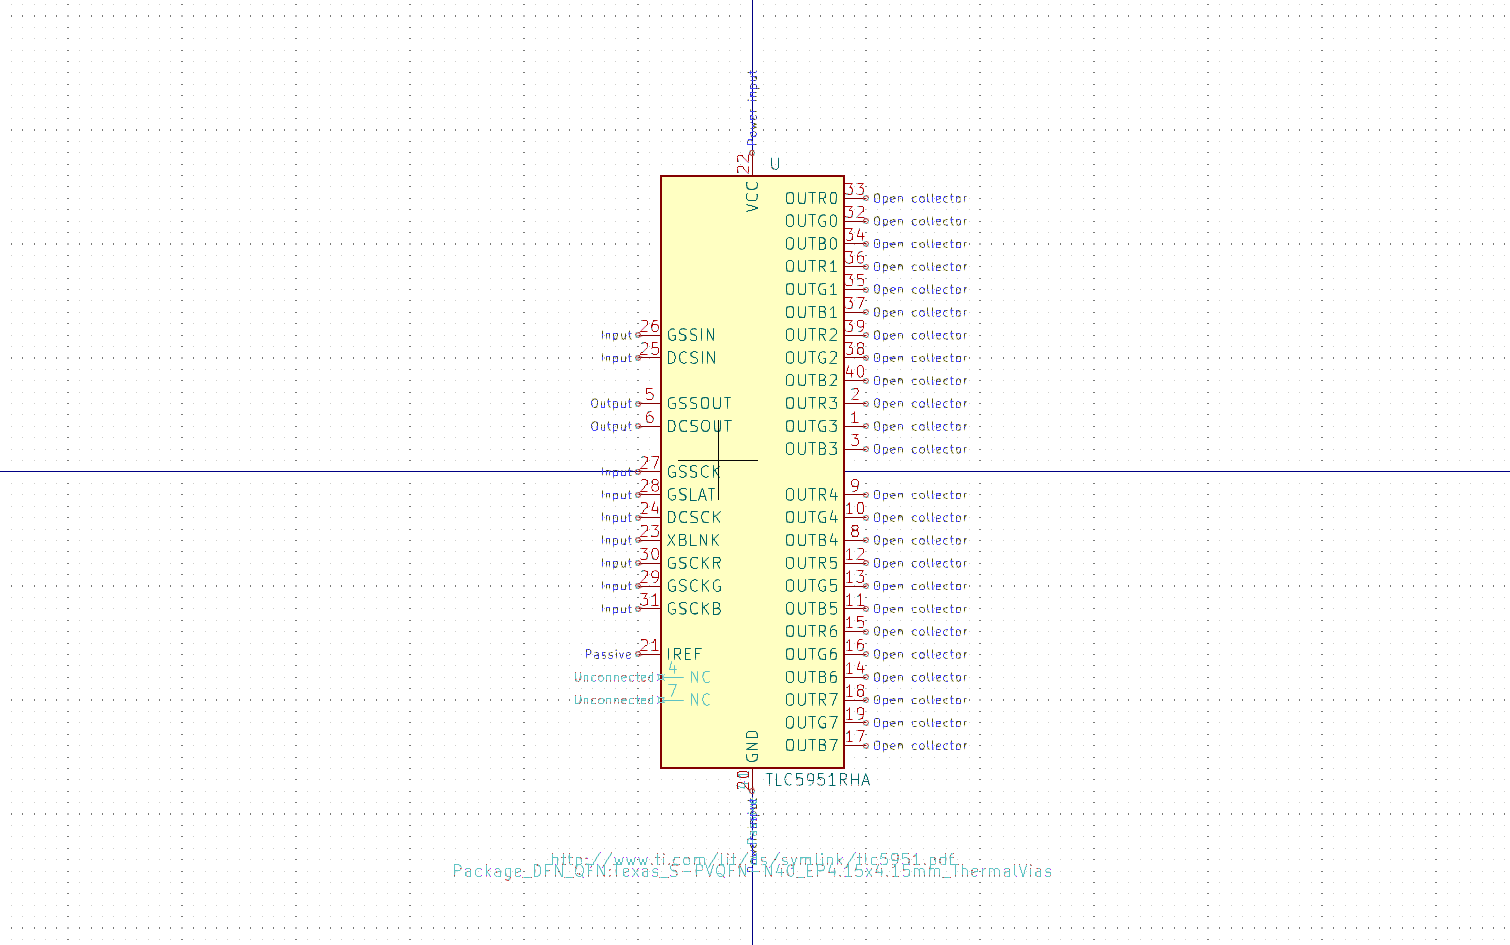 Power input
22
U
VCC
OUTR0 33 Open collector
OUTG0 32 Open collector
OUTB0 34 Open collector
OUTR1 36 Open collector
OUTG1 35 Open collector
OUTB1 37 Open collector
Input 26 GSSIN OUTR2 39 Open collector
Input 25 DCSIN OUTG2 38 Open collector
OUTB2 40 Open collector
Output 5 GSSOUT OUTR3 2 Open collector
Output 6 DCSOUT OUTG3 1 Open collector
OUTB3 3 Open collector
Input 27 GSSCK
Input 28 GSLAT OUTR4 9 Open collector
Input 24 DCSCK OUTG4 10 Open collector
Input 23 XBLNK OUTB4 8 Open collector
Input 30 GSCKR OUTR5 12 Open collector
Input 29 GSCKG OUTG5 13 Open collector
Input 31 GSCKB OUTB5 11 Open collector
OUTR6 15 Open collector
Passive 21 IREF OUTG6 16 Open collector
Unconnected 4 NC OUTB6 14 Open collector
Unconnected 7 NC OUTR7 18 Open collector
OUTG7 19 Open collector
GND OUTB7 17 Open collector
TLC5951RHA
http://www.ti.com/lit/ds/symlink/tlc5951.pdf
Package_DFN_QFN:Texas_S-PVQFN-N40_EP4.15x4.15mm_ThermalVias